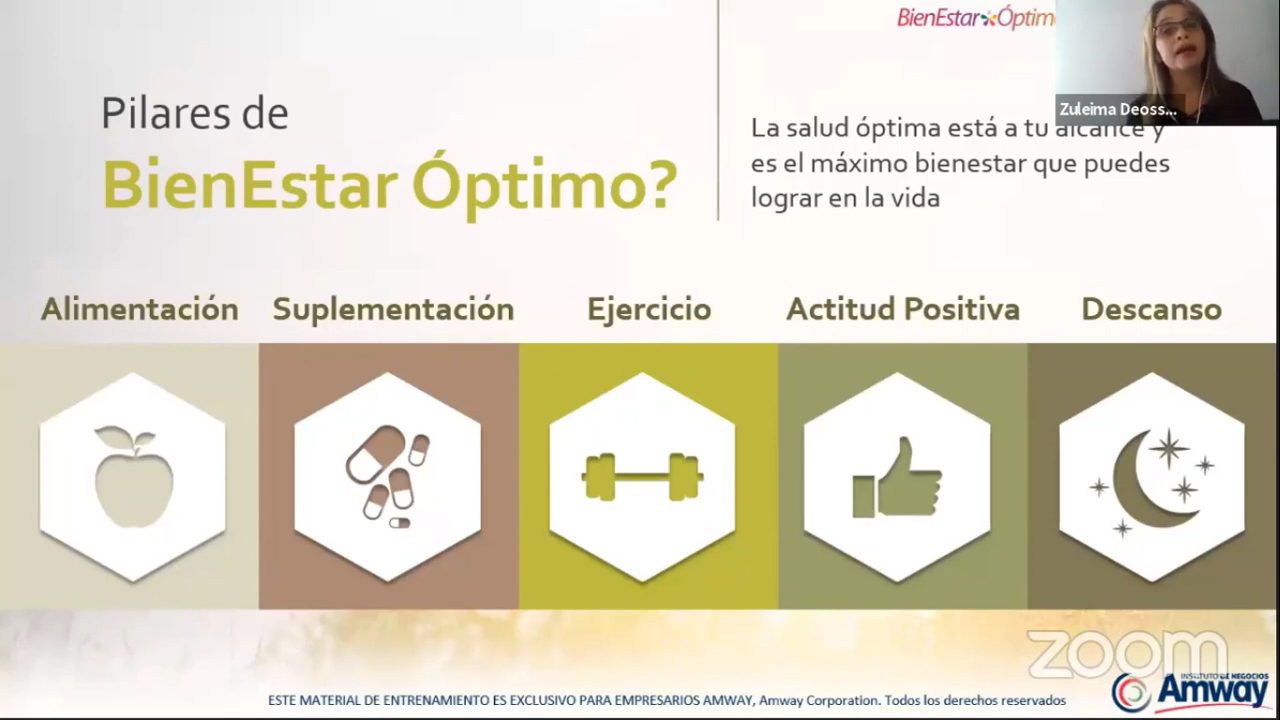 BienEstar Óptim
Zuleima Deoss...
Pilares de
BienEstar Óptimo?
La salud óptima está a tu alcance y
es el máximo bienestar que puedes
lograr en la vida
Alimentación
Suplementación
Ejercicio
Actitud Positiva
Descanso
zoom
INSTITUTO DE NEGOCIOS
Amway
ESTE MATERIAL DE ENTRENAMIENTO ES EXCLUSIVO PARA EMPRESARIOS AMWAY, Amway Corporation. Todos los derechos reservados